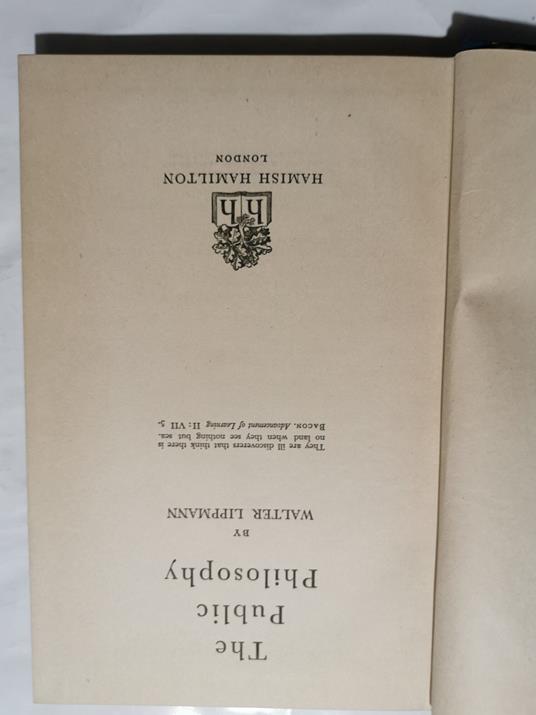 The
Public
Philosophy
BY
WALTER LIPPMANN
They are ill discoverers that think there is
no land when they see nothing but sea.
BACON. Advancement of Learning II: VII 5.
h h
HAMISH HAMILTON
LONDON